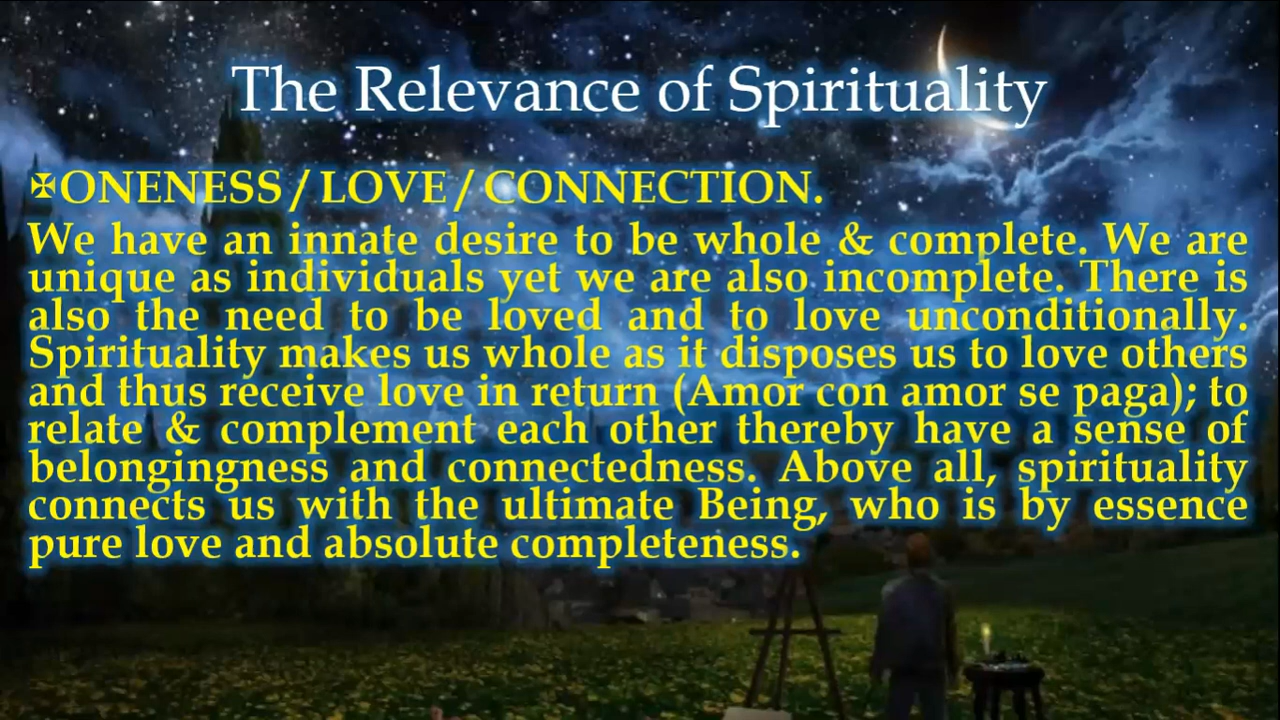 The Relevance of Spirituality
✠ONENESS / LOVE / CONNECTION.
We have an innate desire to be whole & complete. We are
unique as individuals yet we are also incomplete. There is
also the need to be loved and to love unconditionally.
Spirituality makes us whole as it disposes us to love others
and thus receive love in return (Amor con amor se paga); to
relate & complement each other thereby have a sense of
belongingness and connectedness. Above all, spirituality
connects us with the ultimate Being, who is by essence
pure love and absolute completeness.